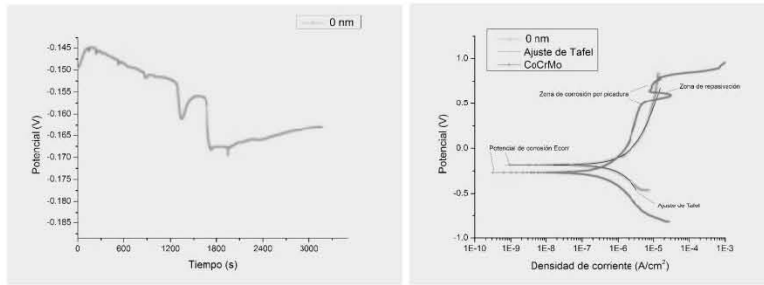 0 nm
-0.145
-0.150
-0.155
-0.160
-0.165
-0.170
-0.175
-0.180
-0.185
Potencial (V)
0
600
1200
1800
2400
3000
Tiempo (s)
0 nm
Ajuste de Tafel
CoCrMo
1.0
0.5
0.0
-0.5
-1.0
Potencial (V)
Zona de corrosión por picadura
Zona de repasivación
Potencial de corrosión Ecorr
Ajuste de Tafel
1E-10
1E-9
1E-8
1E-7
1E-6
1E-5
1E-4
1E-3
Densidad de corriente (A/cm²)